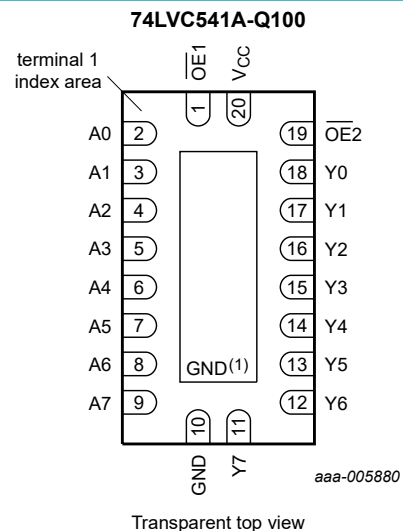 74LVC541A-Q100
terminal 1
index area
O̅E̅1̅ VCC
1 20
A0 2 19 O̅E̅2̅
A1 3 18 Y0
A2 4 17 Y1
A3 5 16 Y2
A4 6 15 Y3
A5 7 14 Y4
A6 8 GND(1) 13 Y5
A7 9 12 Y6
10 11
GND Y7
aaa-005880
Transparent top view